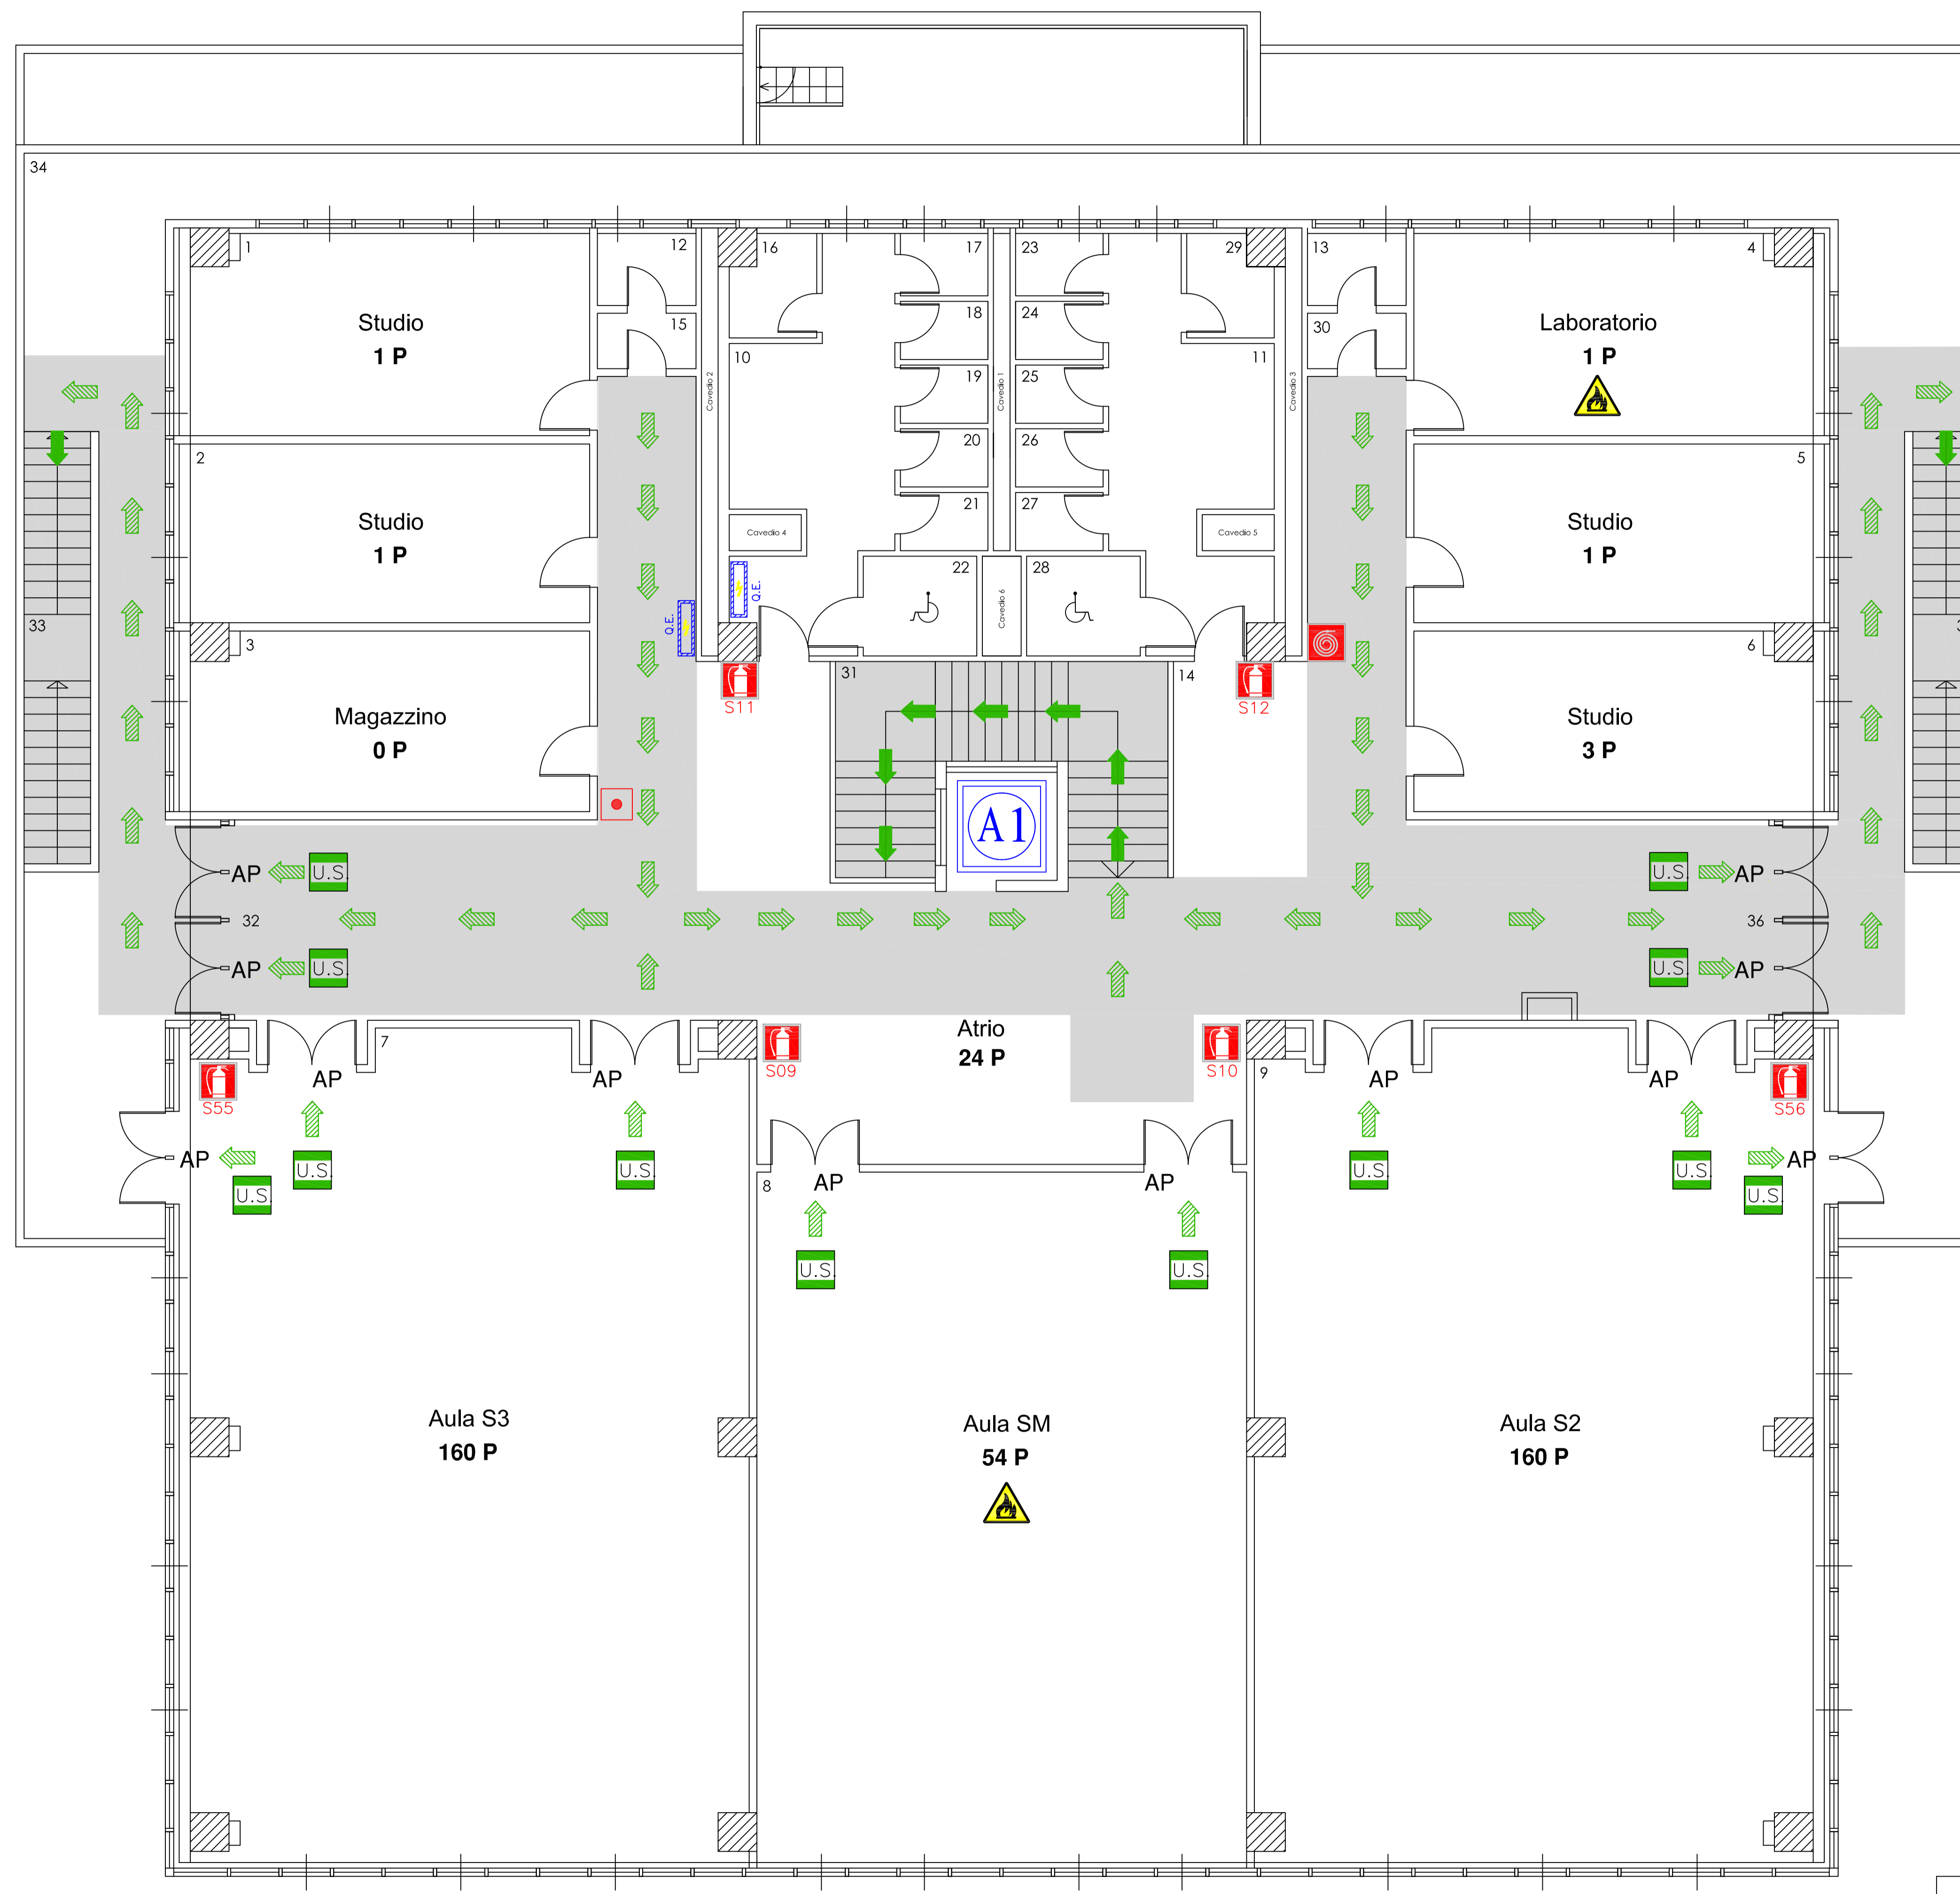 34
1
12
16
17
23
29
13
4
Studio
1 P
15
18
24
30
Laboratorio
1 P
10
11
Cavedio 2
19
Cavedio 1
25
Cavedio 3
2
20
26
5
Studio
1 P
21
27
Studio
1 P
Cavedio 4
Cavedio 5
22
28
Cavedio 6
Q.E.
Q.E.
33
3
6
31
14
S11
S12
Magazzino
0 P
Studio
3 P
A1
AP
U.S.
U.S.
AP
32
36
AP
U.S.
U.S.
AP
7
Atrio
24 P
S09
S10
9
AP
AP
AP
AP
S55
S56
AP
U.S.
U.S.
U.S.
U.S.
U.S.
U.S.
AP
8
AP
AP
U.S.
U.S.
Aula S3
160 P
Aula SM
54 P
Aula S2
160 P